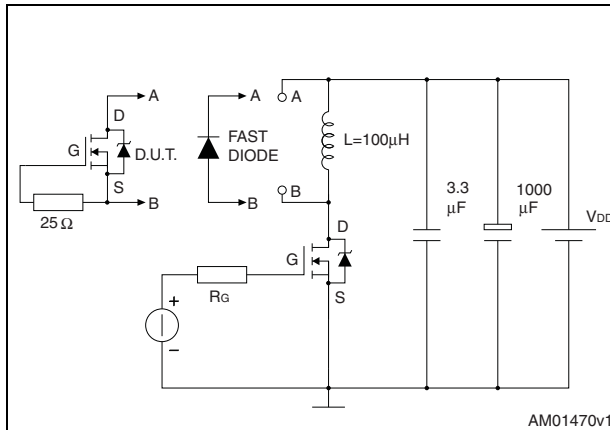 A
A
A
D
G
D.U.T.
FAST
DIODE
L=100μH
S
B
B
B
25 Ω
D
3.3
μF
1000
μF
VDD
G
S
RG
+
−
AM01470v1